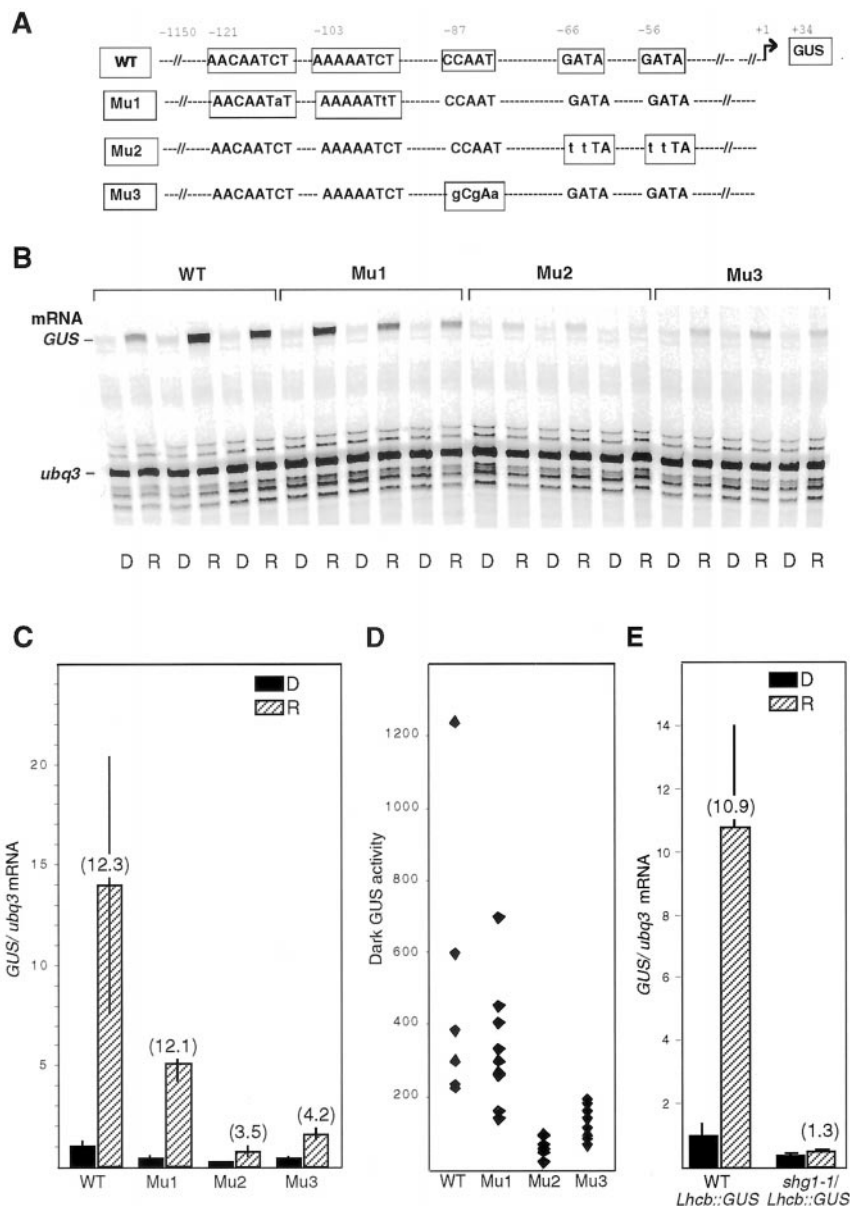 A
-1150 -121 -103 -87 -66 -56 +1 +34
WT --//-- AACAATCT AAAAATCT CCAAT GATA GATA GUS
Mu1 --//-- AACAATaT AAAAATtT CCAAT GATA GATA --//--
Mu2 --//-- AACAATCT AAAAATCT CCAAT t t TA t t TA --//--
Mu3 --//-- AACAATCT AAAAATCT gCgAa GATA GATA --//--
B
WT Mu1 Mu2 Mu3
mRNA
GUS
ubq3
D R D R D R D R D R D R D R D R D R D R D R D R
C
D
R
GUS/ ubq3 mRNA
20
15
10
5
(12.3)
(12.1)
(3.5)
(4.2)
WT Mu1 Mu2 Mu3
D
Dark GUS activity
1200
1000
800
600
400
200
WT Mu1 Mu2 Mu3
E
D
R
GUS/ ubq3 mRNA
14
12
10
8
6
4
2
(10.9)
(1.3)
WT shg1-1/
Lhcb::GUS Lhcb::GUS